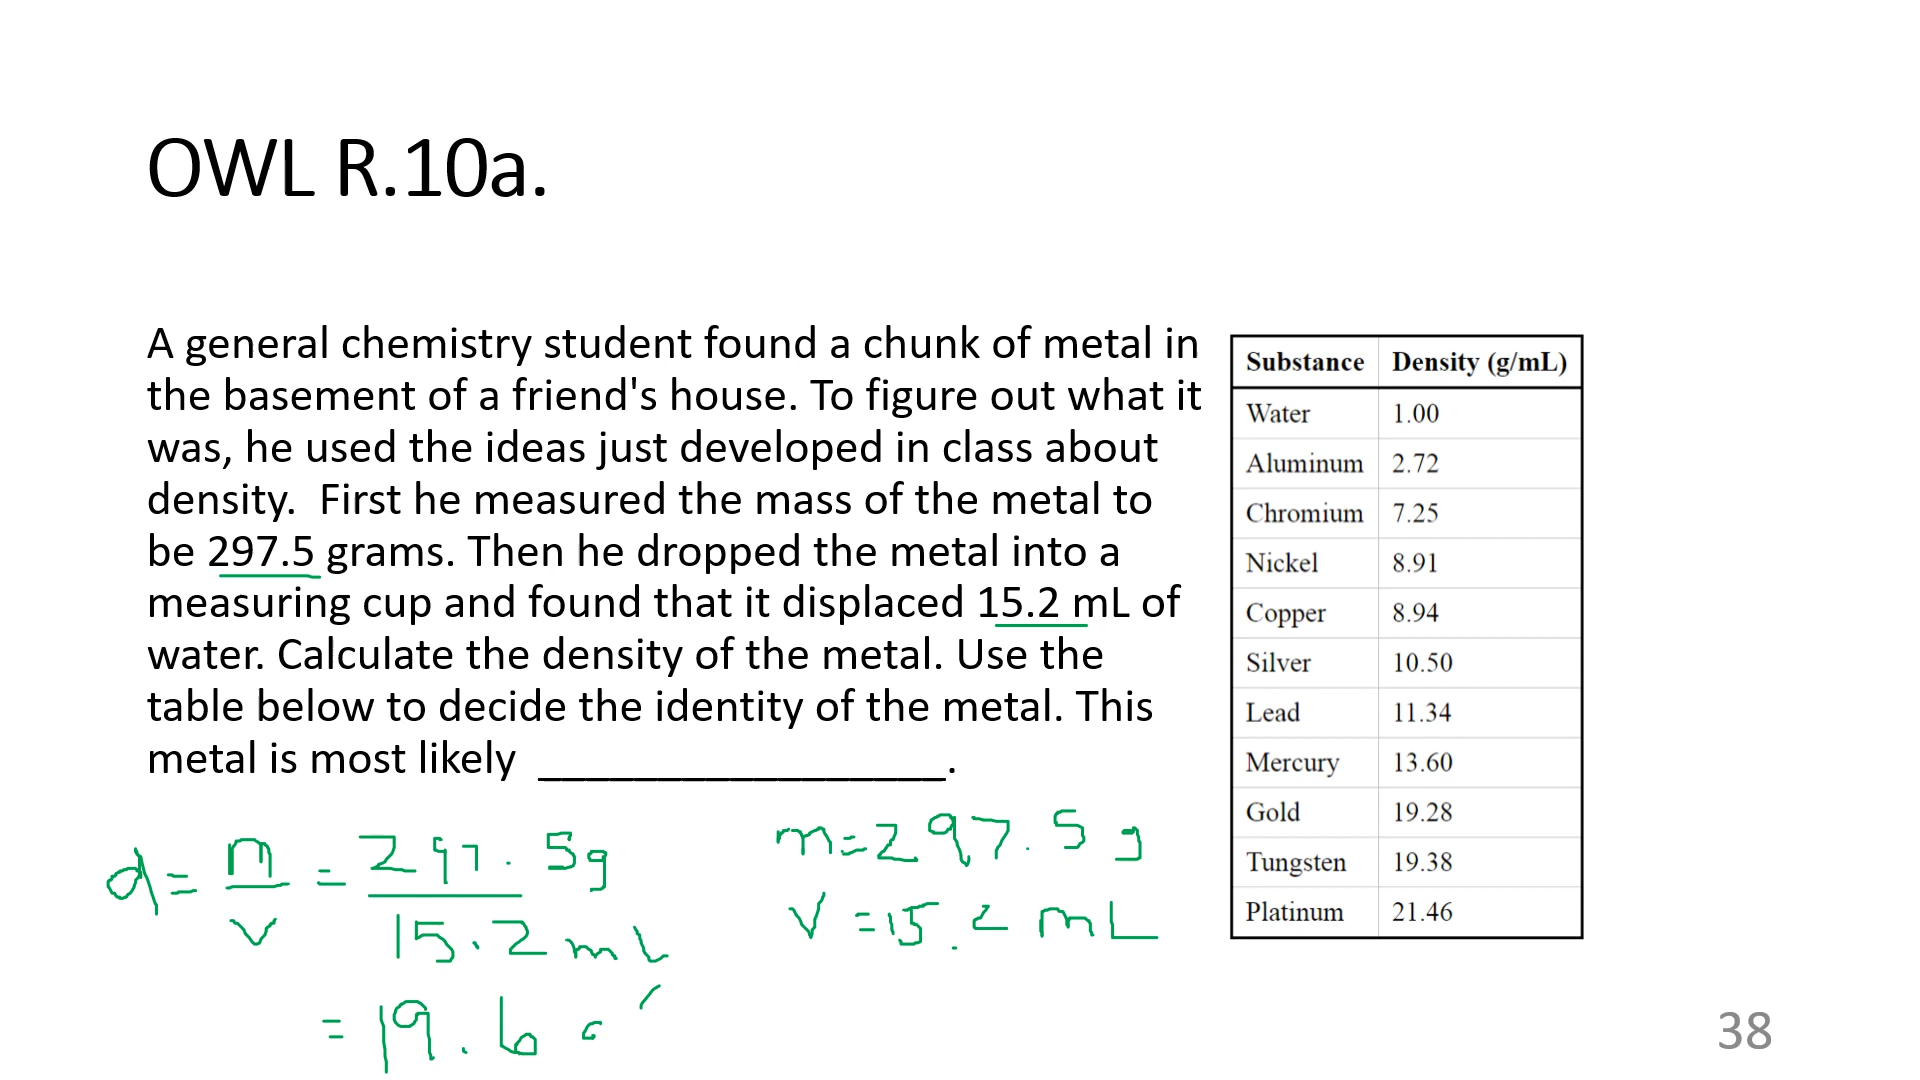 OWL R.10a.
A general chemistry student found a chunk of metal in
the basement of a friend's house. To figure out what it
was, he used the ideas just developed in class about
density.  First he measured the mass of the metal to
be 297.5 grams. Then he dropped the metal into a
measuring cup and found that it displaced 15.2 mL of
water. Calculate the density of the metal. Use the
table below to decide the identity of the metal. This
metal is most likely _________________.
Substance Density (g/mL)
Water 1.00
Aluminum 2.72
Chromium 7.25
Nickel 8.91
Copper 8.94
Silver 10.50
Lead 11.34
Mercury 13.60
Gold 19.28
Tungsten 19.38
Platinum 21.46
d = m/v = 297.5g/15.2 mL
= 19.6
m = 297.5 g
V = 15.2 mL
38